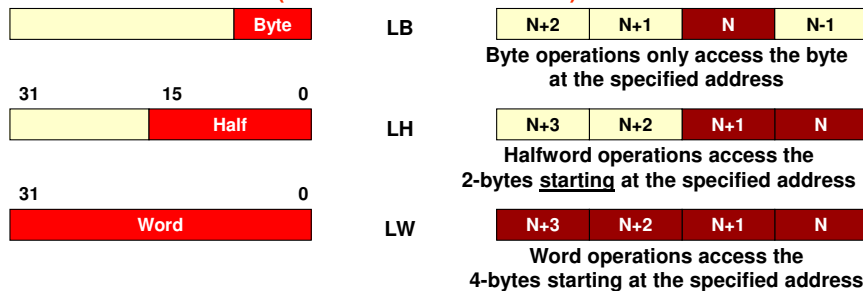 Byte LB N+2 N+1 N N-1
Byte operations only access the byte
at the specified address
31 15 0
Half LH N+3 N+2 N+1 N
Halfword operations access the
2-bytes starting at the specified address
31 0
Word LW N+3 N+2 N+1 N
Word operations access the
4-bytes starting at the specified address